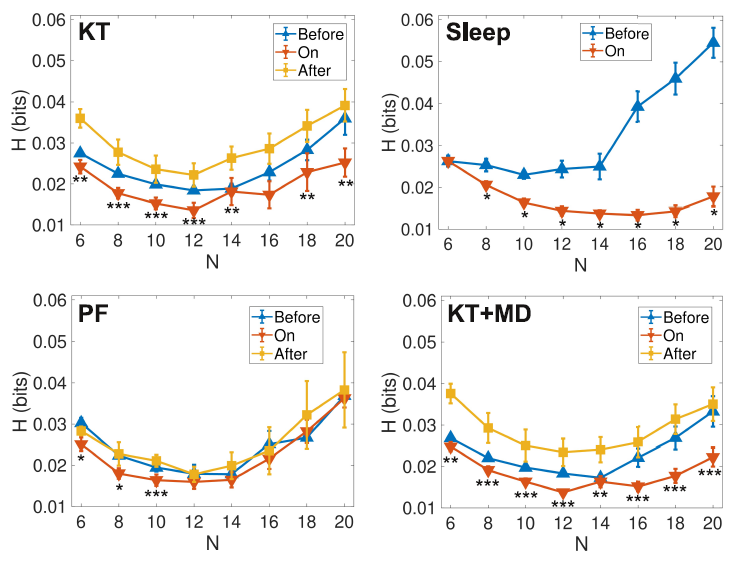 KT
Before
On
After
H (bits)
0.06
0.05
0.04
0.03
0.02
0.01
** *** *** *** ** ** **
6 8 10 12 14 16 18 20
N
Sleep
Before
On
H (bits)
0.06
0.05
0.04
0.03
0.02
0.01
* * * * * * *
6 8 10 12 14 16 18 20
N
PF
Before
On
After
H (bits)
0.06
0.05
0.04
0.03
0.02
0.01
* * ***
6 8 10 12 14 16 18 20
N
KT+MD
Before
On
After
H (bits)
0.06
0.05
0.04
0.03
0.02
0.01
** *** *** *** ** *** *** ***
6 8 10 12 14 16 18 20
N